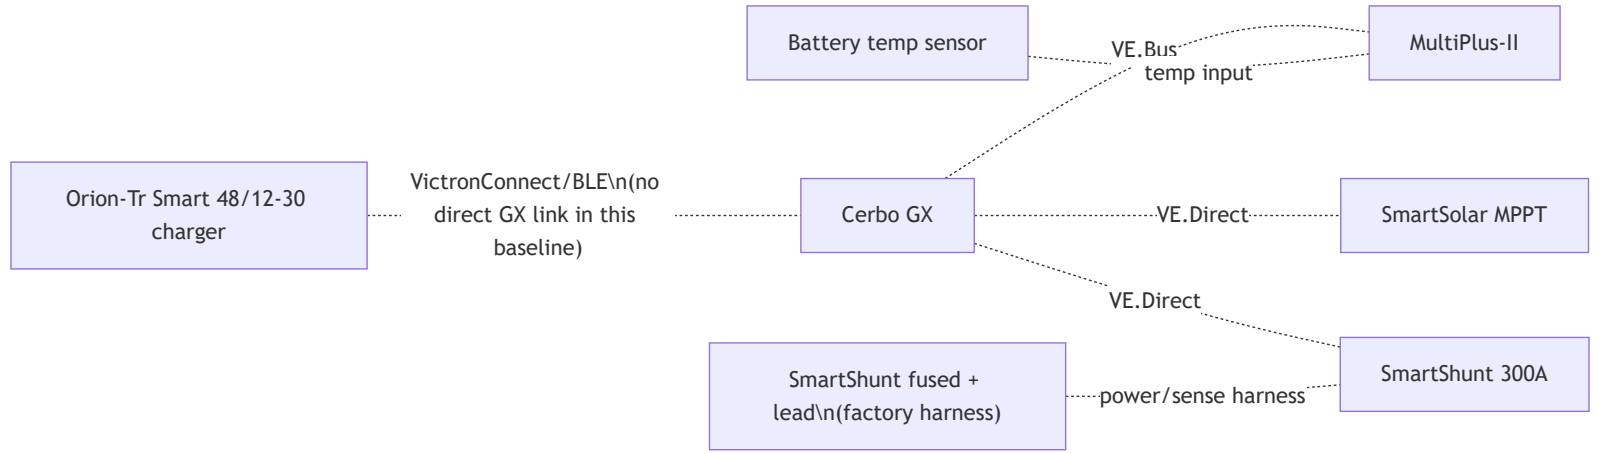 Battery temp sensor
VE.Bus
temp input
MultiPlus-II
Orion-Tr Smart 48/12-30
charger
VictronConnect/BLE\n(no
direct GX link in this
baseline)
Cerbo GX
VE.Direct
SmartSolar MPPT
VE.Direct
SmartShunt fused +
lead\n(factory harness)
power/sense harness
SmartShunt 300A